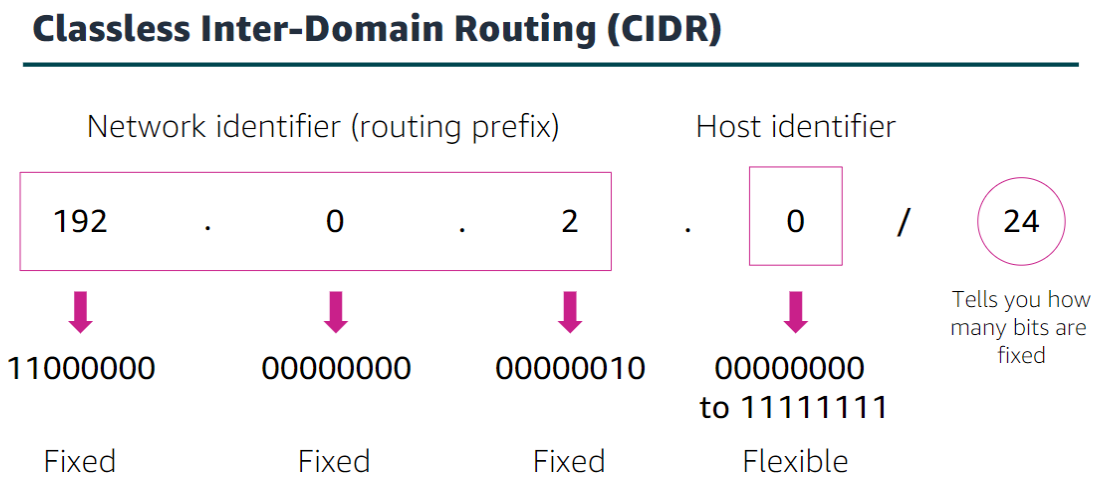 Classless Inter-Domain Routing (CIDR)
Network identifier (routing prefix) Host identifier
192 . 0 . 2 . 0 / 24
Tells you how
many bits are
fixed
11000000 00000000 00000010 00000000
to 11111111
Fixed Fixed Fixed Flexible